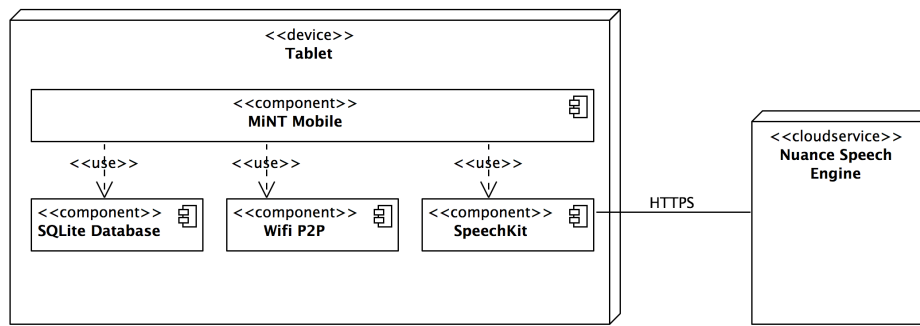 <<device>>
Tablet
<<component>>
MiNT Mobile
<<use>> <<use>> <<use>>
<<component>> <<component>> <<component>>
SQLite Database Wifi P2P SpeechKit
HTTPS
<<cloudservice>>
Nuance Speech
Engine